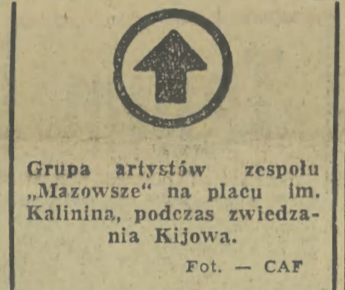 Grupa artystów zespołu
„Mazowsze“ na placu im.
Kalinina, podczas zwiedza-
nia Kijowa.
Fot. — CAF